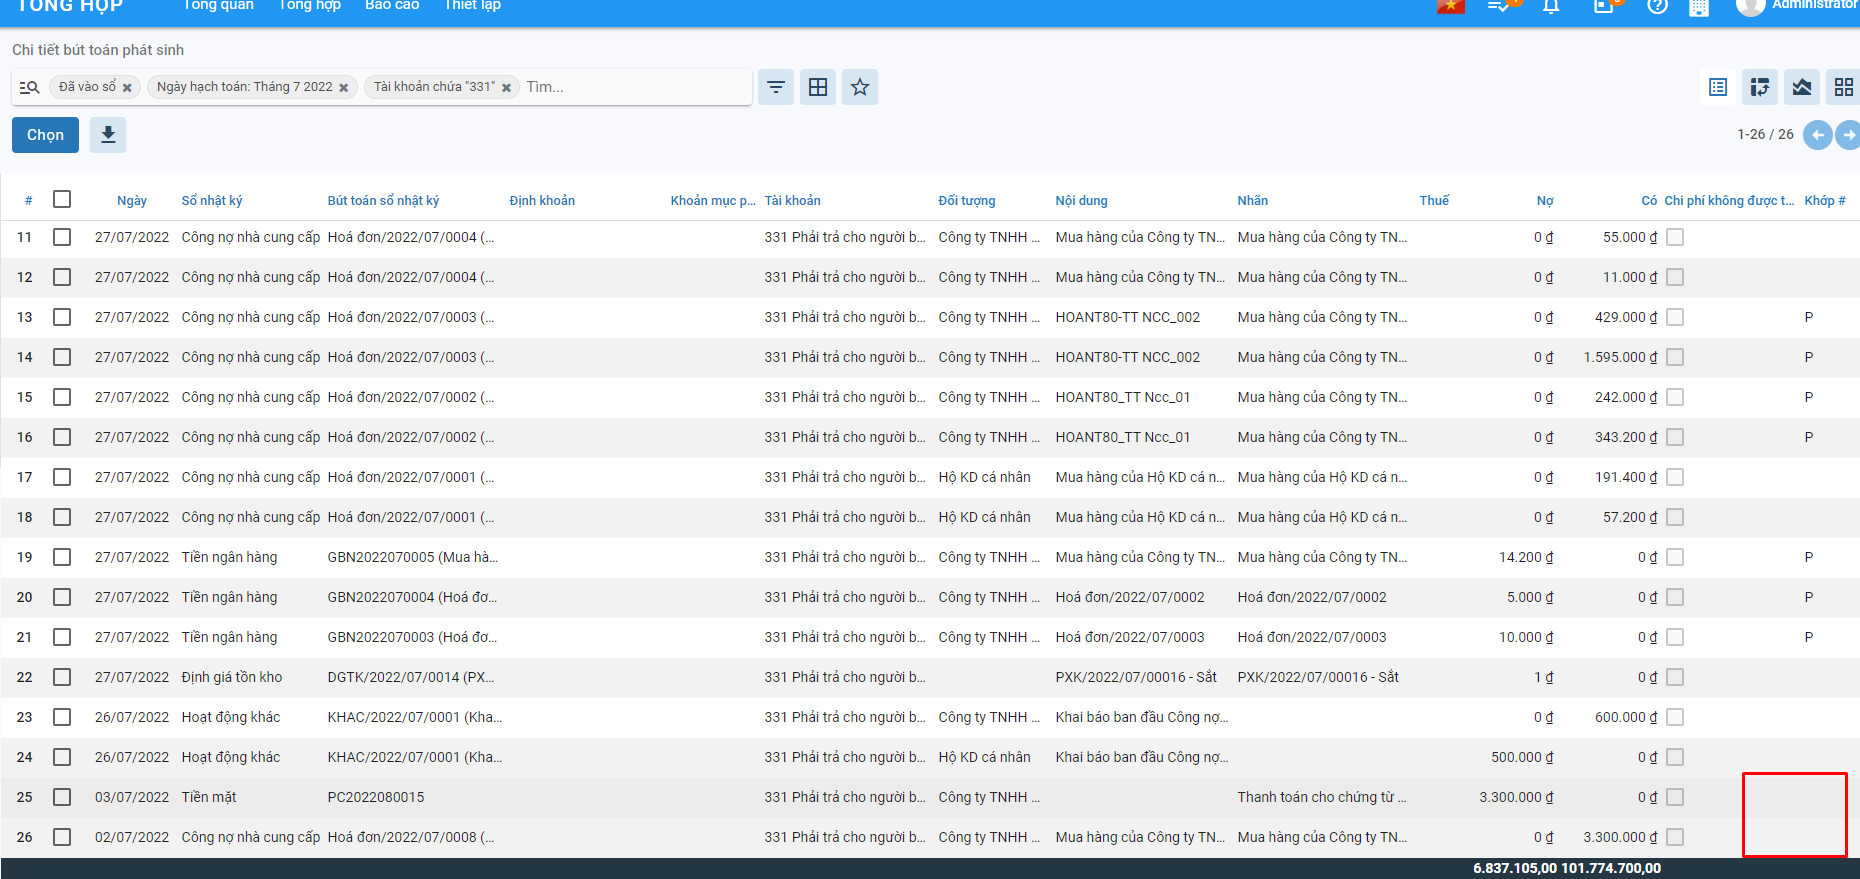 TỔNG HỢP Tổng quan Tổng hợp Báo cáo Thiết lập Administrator
Chi tiết bút toán phát sinh
Đã vào sổ × Ngày hạch toán: Tháng 7 2022 × Tài khoản chứa "331" × Tìm...
Chọn 1-26 / 26
# Ngày Sổ nhật ký Bút toán sổ nhật ký Định khoản Khoản mục p... Tài khoản Đối tượng Nội dung Nhãn Thuế Nợ Có Chi phí không được t... Khớp #
11 27/07/2022 Công nợ nhà cung cấp Hoá đơn/2022/07/0004 (... 331 Phải trả cho người b... Công ty TNHH ... Mua hàng của Công ty TN... Mua hàng của Công ty TN... 0 ₫ 55.000 ₫
12 27/07/2022 Công nợ nhà cung cấp Hoá đơn/2022/07/0004 (... 331 Phải trả cho người b... Công ty TNHH ... Mua hàng của Công ty TN... Mua hàng của Công ty TN... 0 ₫ 11.000 ₫
13 27/07/2022 Công nợ nhà cung cấp Hoá đơn/2022/07/0003 (... 331 Phải trả cho người b... Công ty TNHH ... HOANT80-TT NCC_002 Mua hàng của Công ty TN... 0 ₫ 429.000 ₫ P
14 27/07/2022 Công nợ nhà cung cấp Hoá đơn/2022/07/0003 (... 331 Phải trả cho người b... Công ty TNHH ... HOANT80-TT NCC_002 Mua hàng của Công ty TN... 0 ₫ 1.595.000 ₫ P
15 27/07/2022 Công nợ nhà cung cấp Hoá đơn/2022/07/0002 (... 331 Phải trả cho người b... Công ty TNHH ... HOANT80_TT Ncc_01 Mua hàng của Công ty TN... 0 ₫ 242.000 ₫ P
16 27/07/2022 Công nợ nhà cung cấp Hoá đơn/2022/07/0002 (... 331 Phải trả cho người b... Công ty TNHH ... HOANT80_TT Ncc_01 Mua hàng của Công ty TN... 0 ₫ 343.200 ₫ P
17 27/07/2022 Công nợ nhà cung cấp Hoá đơn/2022/07/0001 (... 331 Phải trả cho người b... Hộ KD cá nhân Mua hàng của Hộ KD cá n... Mua hàng của Hộ KD cá n... 0 ₫ 191.400 ₫
18 27/07/2022 Công nợ nhà cung cấp Hoá đơn/2022/07/0001 (... 331 Phải trả cho người b... Hộ KD cá nhân Mua hàng của Hộ KD cá n... Mua hàng của Hộ KD cá n... 0 ₫ 57.200 ₫
19 27/07/2022 Tiền ngân hàng GBN2022070005 (Mua hà... 331 Phải trả cho người b... Công ty TNHH ... Mua hàng của Công ty TN... Mua hàng của Công ty TN... 14.200 ₫ 0 ₫ P
20 27/07/2022 Tiền ngân hàng GBN2022070004 (Hoá đơ... 331 Phải trả cho người b... Công ty TNHH ... Hoá đơn/2022/07/0002 Hoá đơn/2022/07/0002 5.000 ₫ 0 ₫ P
21 27/07/2022 Tiền ngân hàng GBN2022070003 (Hoá đơ... 331 Phải trả cho người b... Công ty TNHH ... Hoá đơn/2022/07/0003 Hoá đơn/2022/07/0003 10.000 ₫ 0 ₫ P
22 27/07/2022 Định giá tồn kho DGTK/2022/07/0014 (PX... 331 Phải trả cho người b... PXK/2022/07/00016 - Sắt PXK/2022/07/00016 - Sắt 1 ₫ 0 ₫
23 26/07/2022 Hoạt động khác KHAC/2022/07/0001 (Kha... 331 Phải trả cho người b... Công ty TNHH ... Khai báo ban đầu Công nợ... 0 ₫ 600.000 ₫
24 26/07/2022 Hoạt động khác KHAC/2022/07/0001 (Kha... 331 Phải trả cho người b... Hộ KD cá nhân Khai báo ban đầu Công nợ... 500.000 ₫ 0 ₫
25 03/07/2022 Tiền mặt PC2022080015 331 Phải trả cho người b... Công ty TNHH ... Thanh toán cho chứng từ ... 3.300.000 ₫ 0 ₫
26 02/07/2022 Công nợ nhà cung cấp Hoá đơn/2022/07/0008 (... 331 Phải trả cho người b... Công ty TNHH ... Mua hàng của Công ty TN... Mua hàng của Công ty TN... 0 ₫ 3.300.000 ₫
6.837.105,00 101.774.700,00